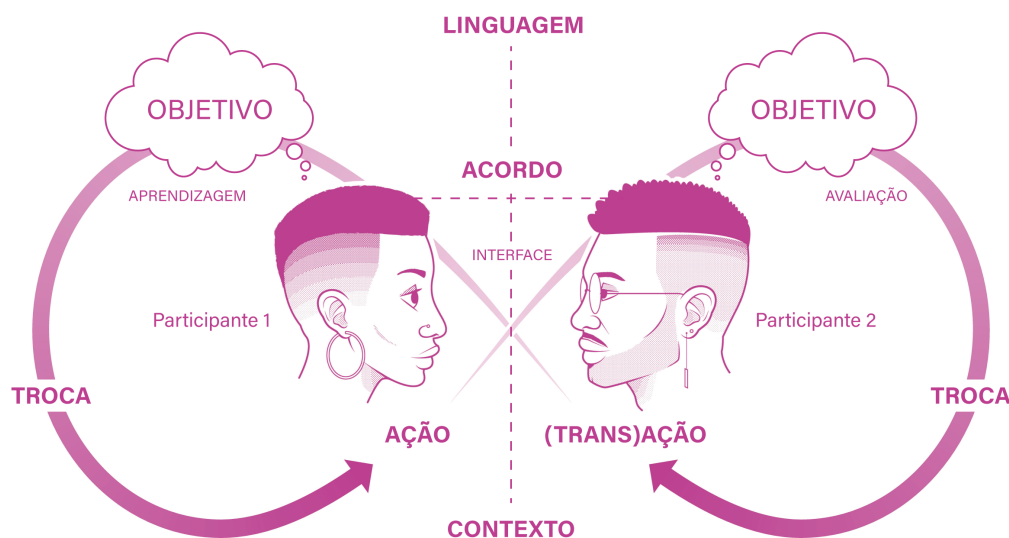 LINGUAGEM
OBJETIVO
OBJETIVO
ACORDO
APRENDIZAGEM
AVALIAÇÃO
INTERFACE
Participante 1
Participante 2
TROCA
TROCA
AÇÃO
(TRANS)AÇÃO
CONTEXTO